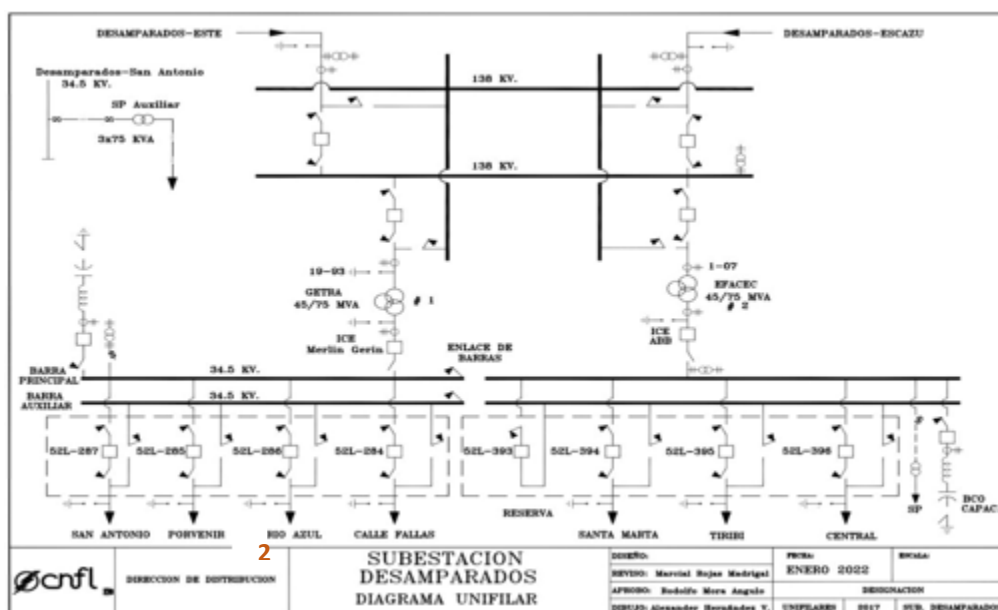 DESAMPARADOS-ESTE
DESAMPARADOS-ESCAZU
Desamparados-San Antonio
34.5 KV.
SP Auxiliar
3x75 KVA
138 KV.
138 KV.
19-93
GETRA
45/75 MVA
# 1
ICE
Merlin Gerin
1-07
EFACEC
45/75 MVA
# 2
ICE
ABB
ENLACE DE
BARRAS
BARRA
PRINCIPAL
34.5 KV.
BARRA
AUXILIAR
34.5 KV.
52L-287
52L-285
52L-286
52L-284
52L-393
52L-394
52L-395
52L-396
SAN ANTONIO
PORVENIR
RIO AZUL
CALLE FALLAS
RESERVA
SANTA MARTA
TIRIBI
CENTRAL
SP
BCO
CAPAC
2
cnfl
DIRECCION DE DISTRIBUCION
SUBESTACION
DESAMPARADOS
DIAGRAMA UNIFILAR
DISEÑO:
REVISO: Marcial Rojas Madrigal
APROBO: Rodolfo Mora Angulo
DIBUJO: Alexander Hernández V.
FECHA:
ENERO 2022
ESCALA:
DESIGNACION
UNIFILARES
2017
SUB. DESAMPARADOS